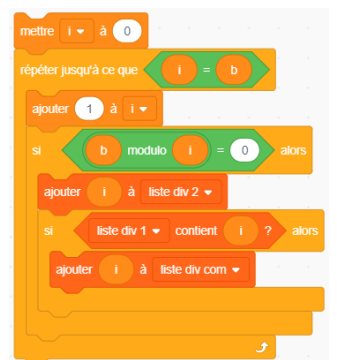 mettre i à 0
répéter jusqu'à ce que i = b
ajouter 1 à i
si b modulo i = 0 alors
ajouter i à liste div 2
si liste div 1 contient i ? alors
ajouter i à liste div com